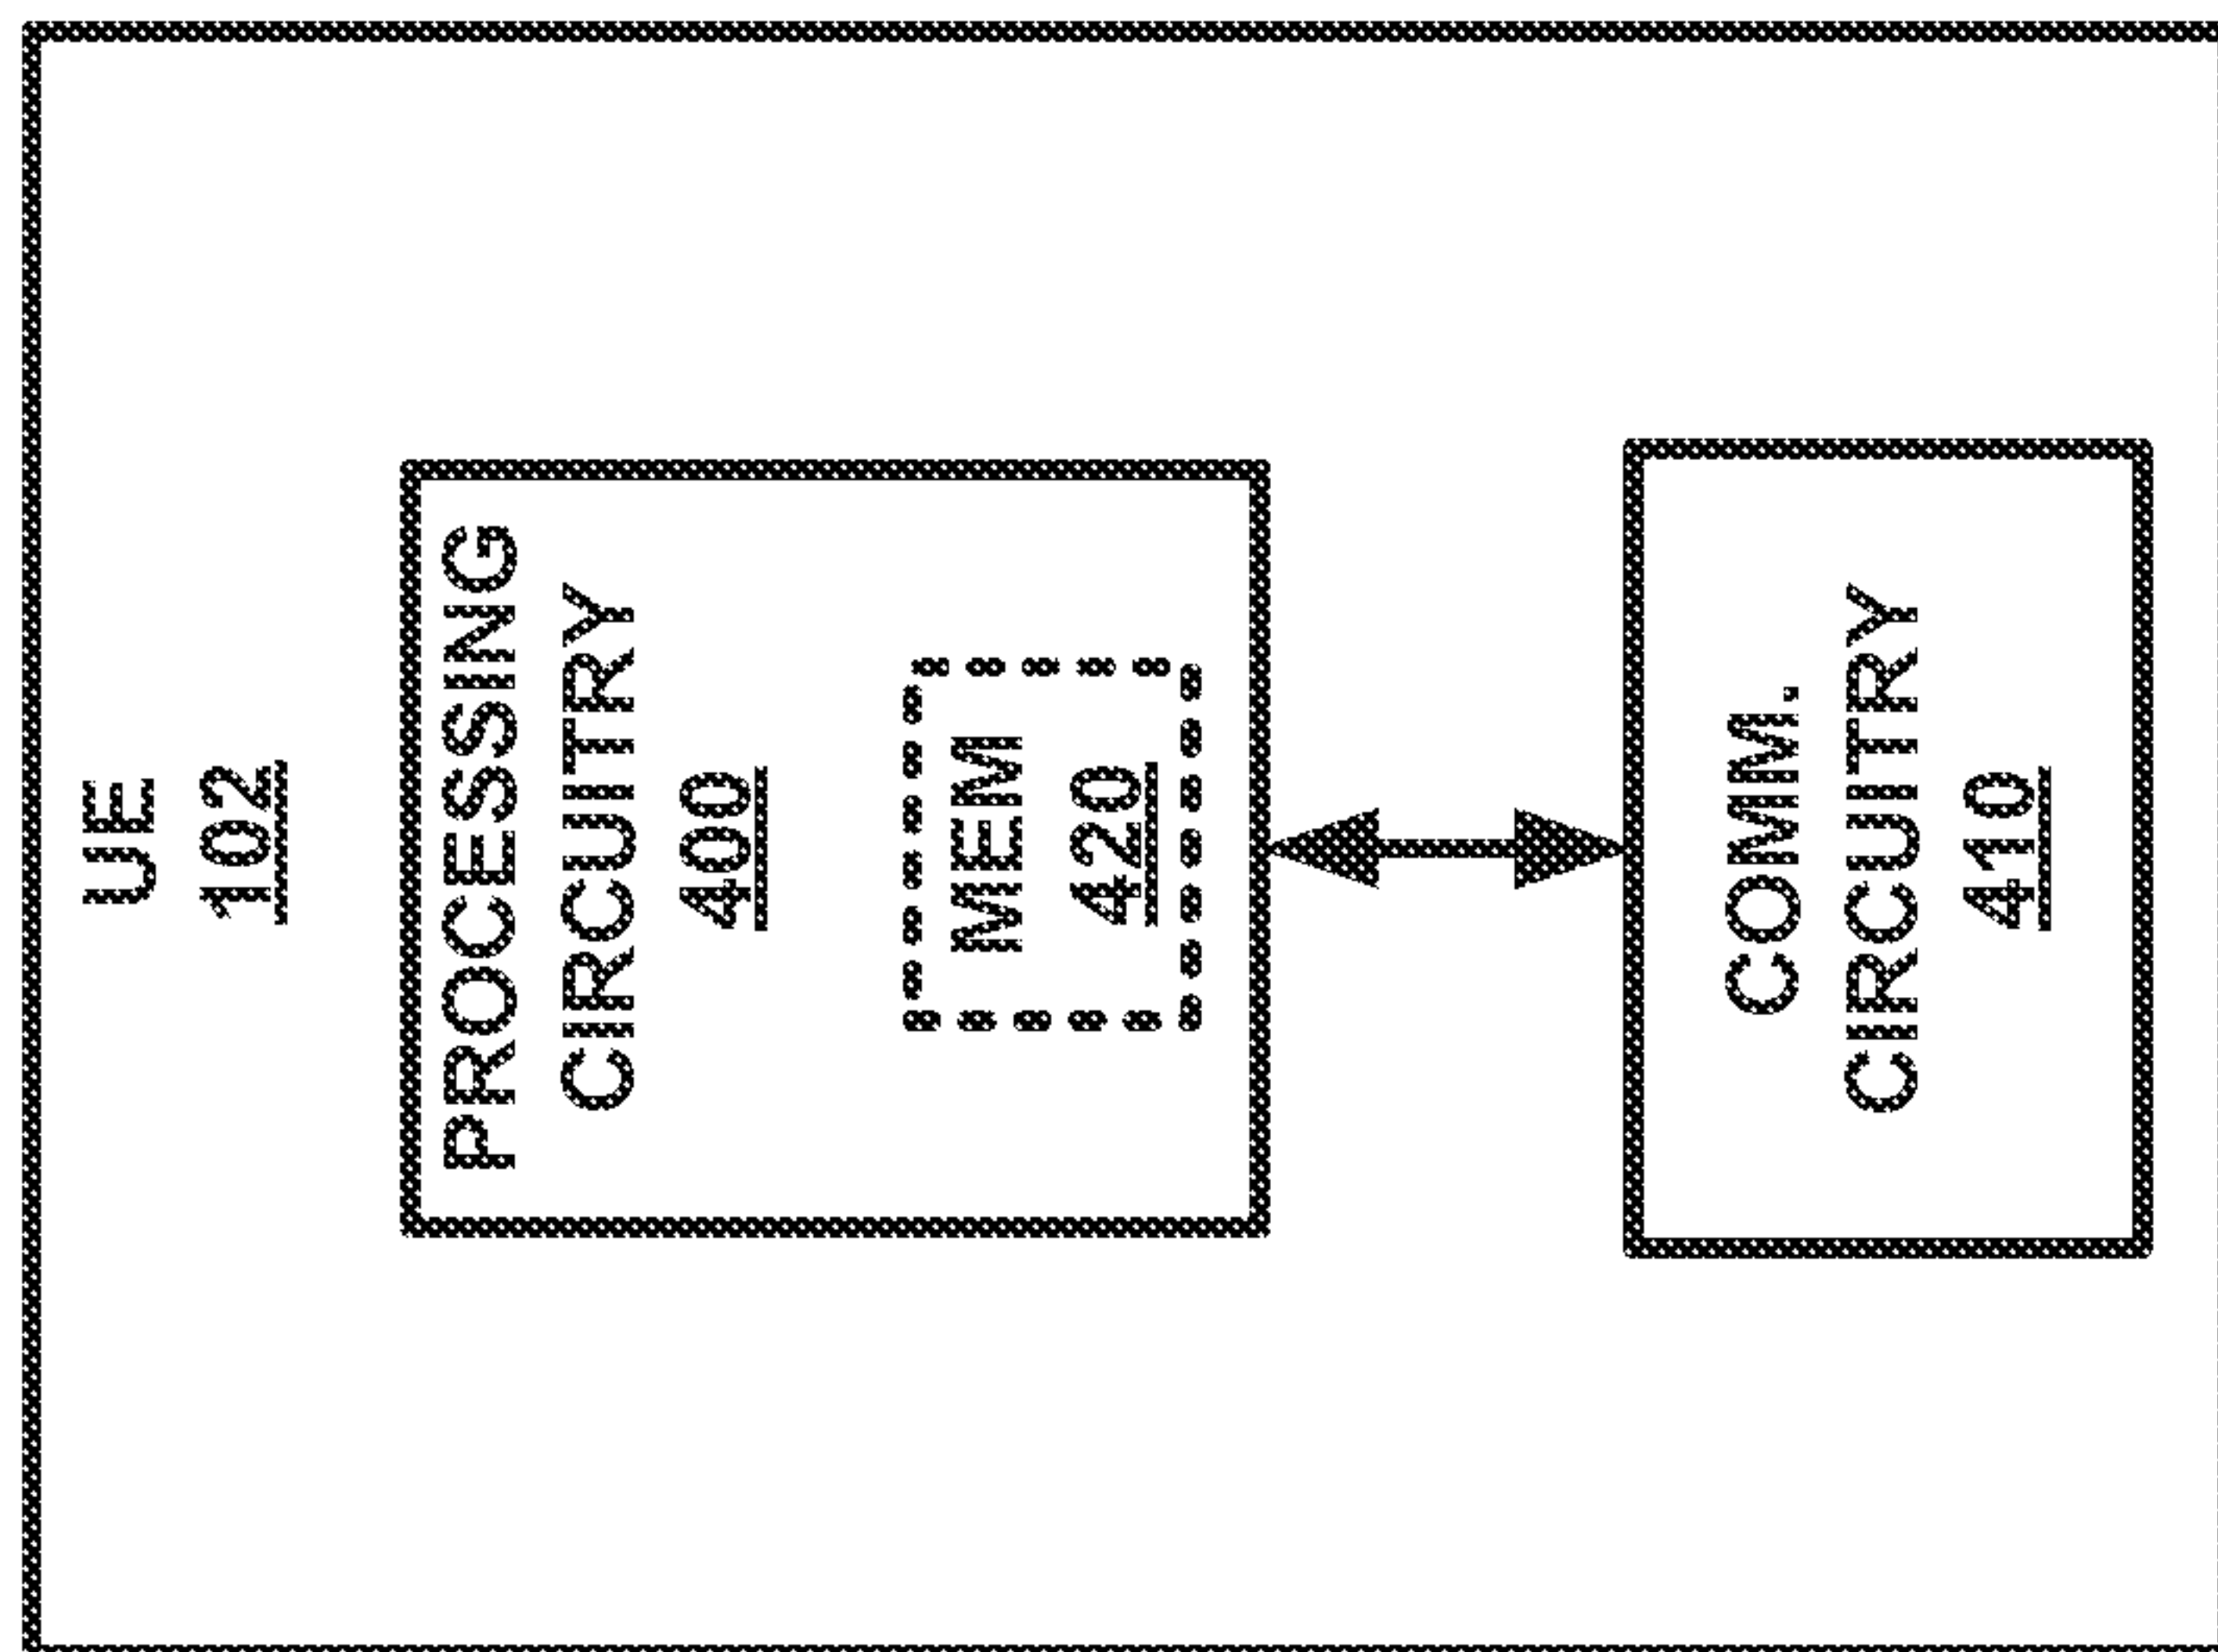 UE
102
PROCESSING
CIRCUITRY
400
MEM
420
COMM.
CIRCUITRY
410